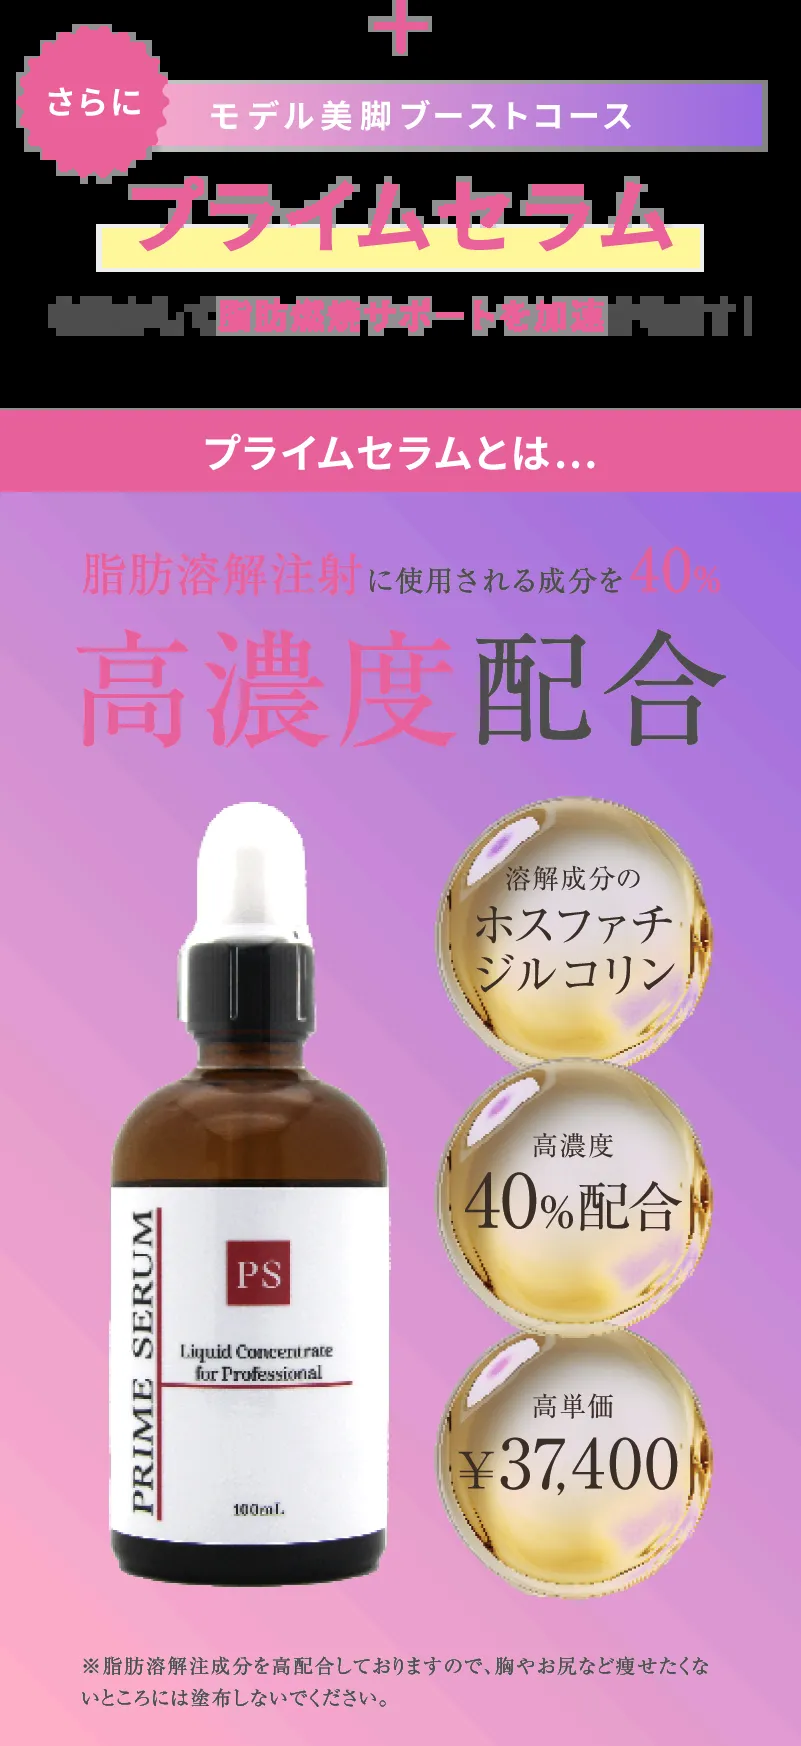 +
さらに
モデル美脚ブーストコース
プライムセラム
脂肪燃焼サポートを加速
プライムセラムとは…
脂肪溶解注射に使用される成分を40%
高濃度配合
溶解成分の
ホスファチ
ジルコリン
高濃度
40%配合
高単価
¥37,400
PRIME SERUM
PS
Liquid Concentrate
for Professional
100mL
※脂肪溶解注成分を高配合しておりますので、胸やお尻など痩せたくな
いところには塗布しないでください。